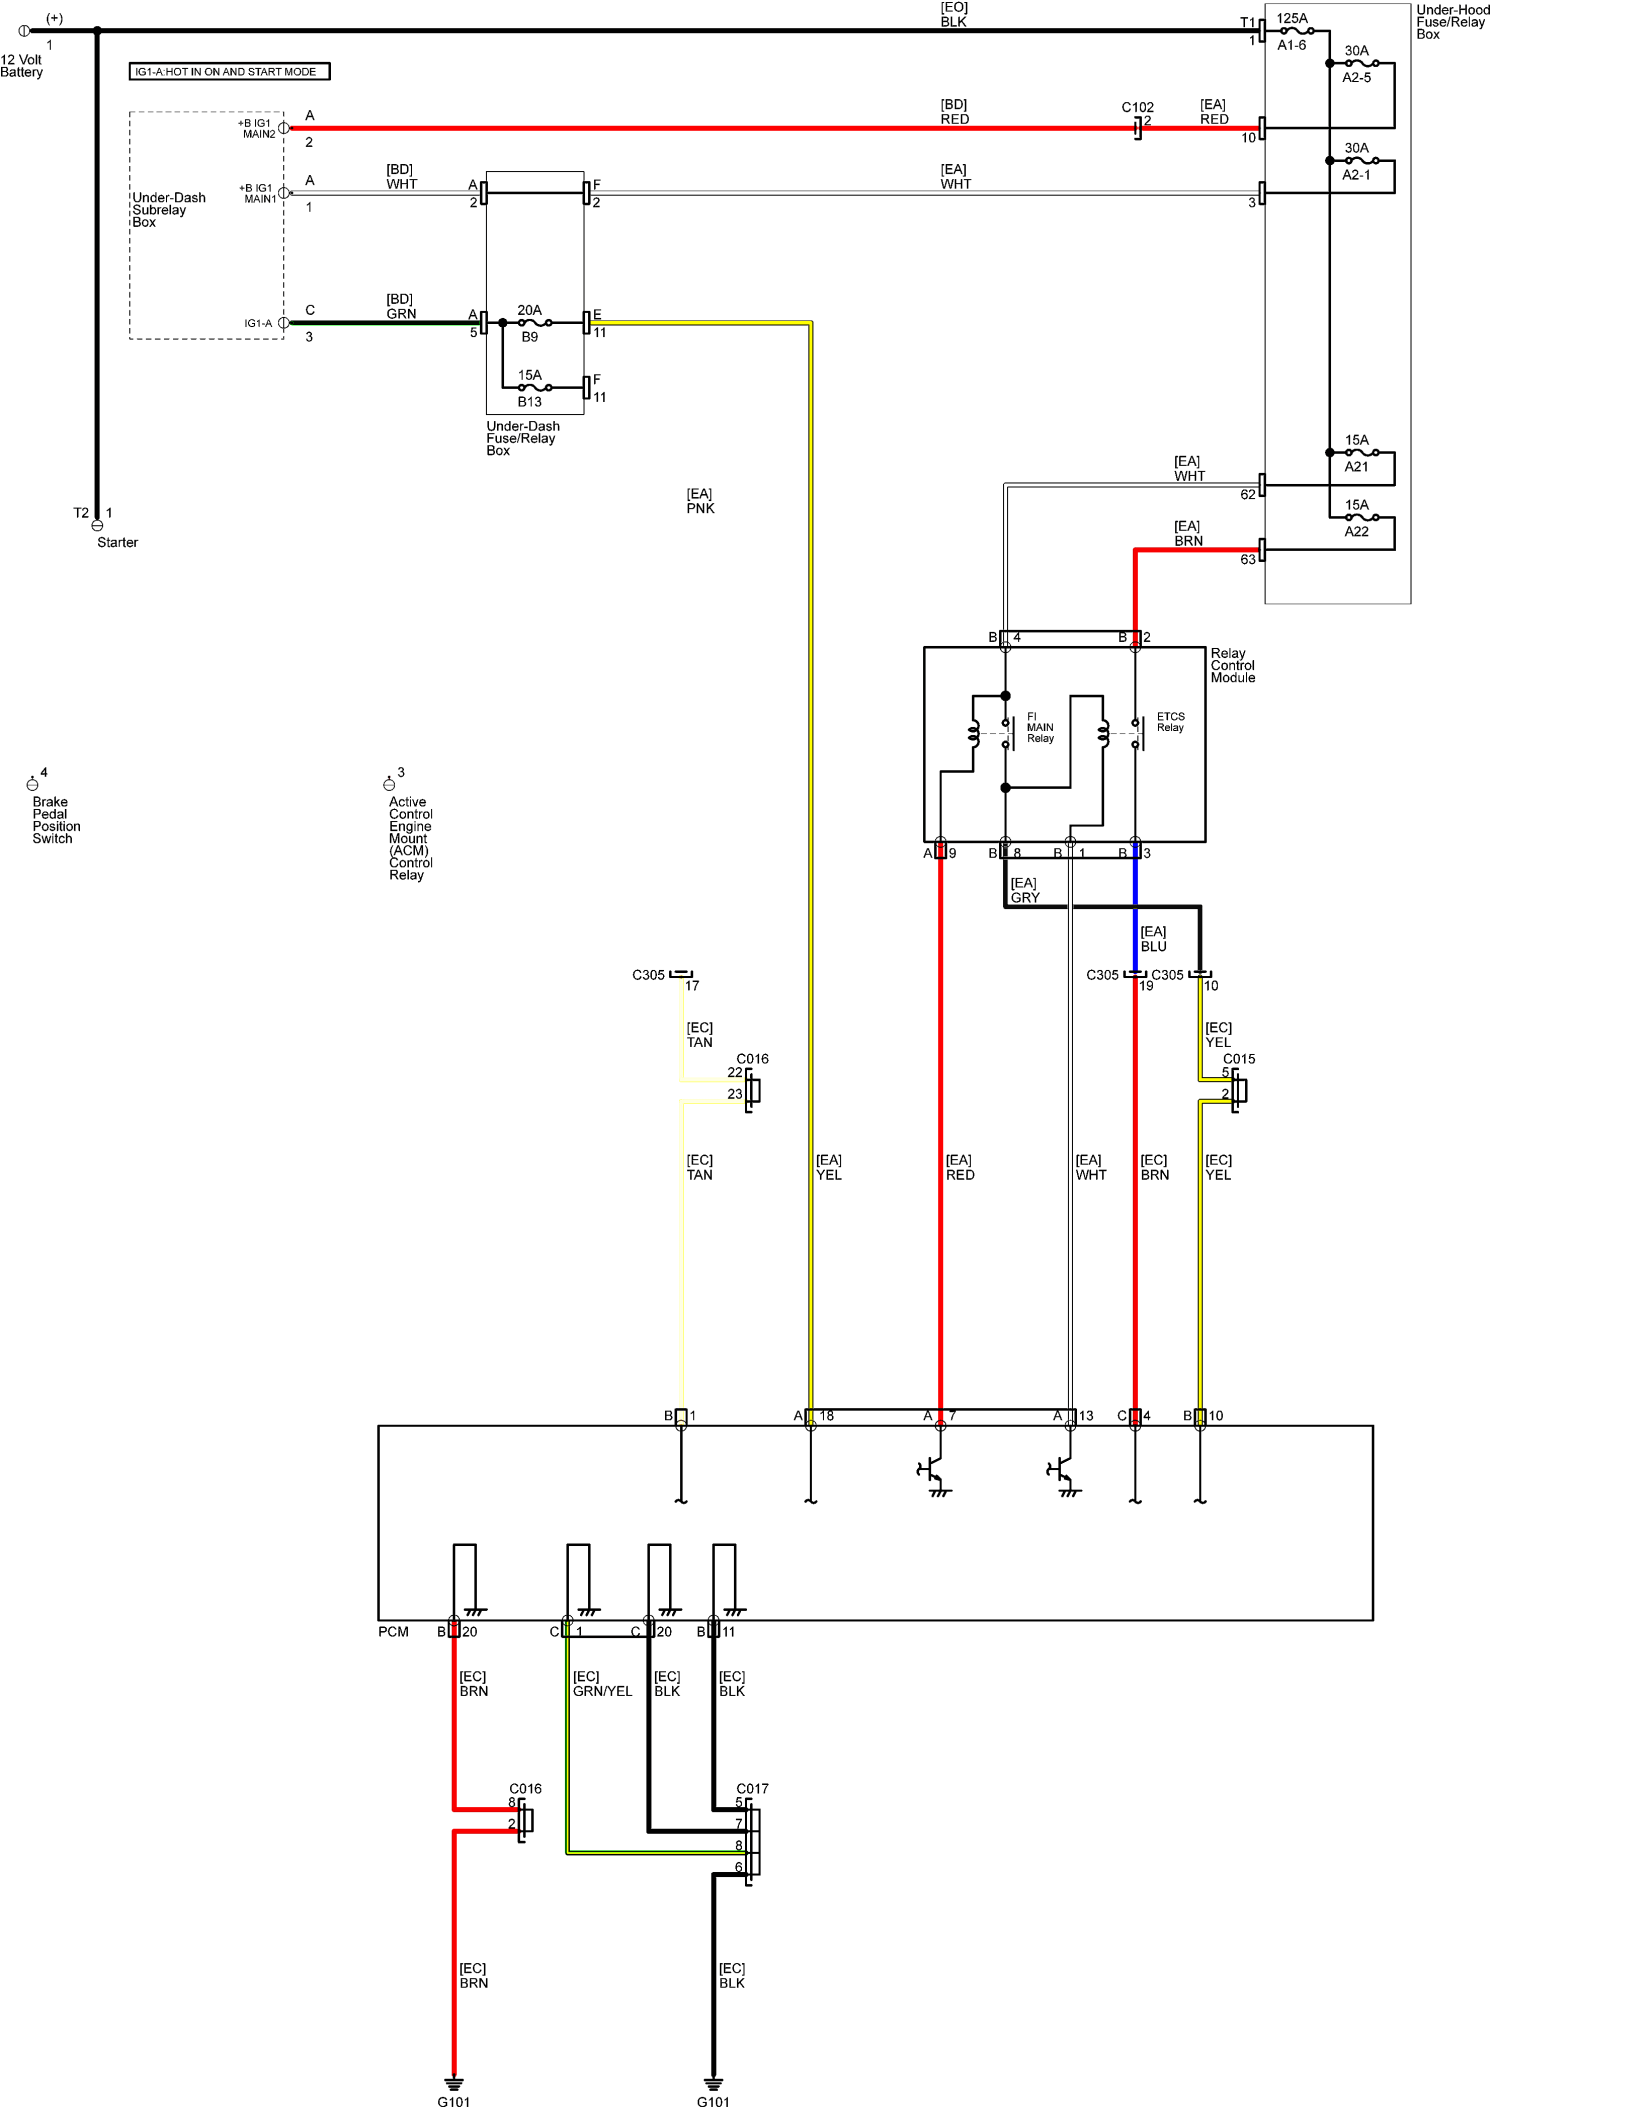 (+)
1
12 Volt
Battery
[EO]
BLK
T1
1
125A
A1-6
Under-Hood
Fuse/Relay
Box
30A
A2-5
IG1-A:HOT IN ON AND START MODE
+B IG1
MAIN2
A
2
[BD]
RED
C102
2
[EA]
RED
10
30A
A2-1
+B IG1
MAIN1
A
1
[BD]
WHT
A
2
F
2
[EA]
WHT
3
Under-Dash
Subrelay
Box
IG1-A
C
3
[BD]
GRN
A
5
20A
B9
E
11
15A
B13
F
11
Under-Dash
Fuse/Relay
Box
15A
A21
[EA]
WHT
62
[EA]
PNK
15A
A22
T2
1
Starter
[EA]
BRN
63
B
4
B
2
Relay
Control
Module
FI
MAIN
Relay
ETCS
Relay
4
Brake
Pedal
Position
Switch
3
Active
Control
Engine
Mount
(ACM)
Control
Relay
A
9
B
8
B
1
B
3
[EA]
GRY
[EA]
BLU
C305
17
C305
19
C305
10
[EC]
TAN
[EC]
YEL
C016
22
23
C015
5
2
[EC]
TAN
[EA]
YEL
[EA]
RED
[EA]
WHT
[EC]
BRN
[EC]
YEL
B
1
A
18
A
7
A
13
C
4
B
10
PCM
B
20
C
1
C
20
B
11
[EC]
BRN
[EC]
GRN/YEL
[EC]
BLK
[EC]
BLK
C016
8
2
C017
5
7
8
6
[EC]
BRN
[EC]
BLK
G101
G101